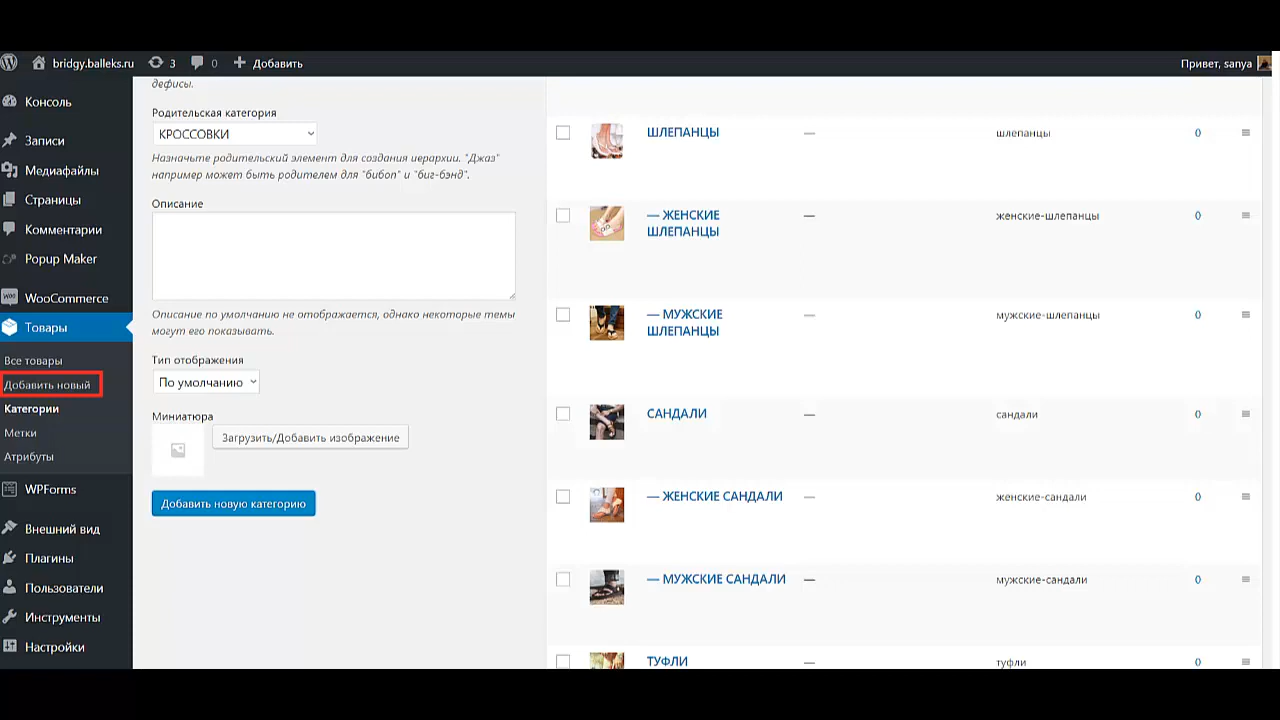 bridgy.balleks.ru 3 0 Добавить Привет, sanya
Консоль
Записи
Медиафайлы
Страницы
Комментарии
Popup Maker
WooCommerce
Товары
Все товары
Добавить новый
Категории
Метки
Атрибуты
WPForms
Внешний вид
Плагины
Пользователи
Инструменты
Настройки
дефисы.
Родительская категория
КРОССОВКИ
Назначьте родительский элемент для создания иерархии. "Джаз"
например может быть родителем для "бибоп" и "биг-бэнд".
Описание
Описание по умолчанию не отображается, однако некоторые темы
могут его показывать.
Тип отображения
По умолчанию
Миниатюра
Загрузить/Добавить изображение
Добавить новую категорию
ШЛЕПАНЦЫ — шлепанцы 0
— ЖЕНСКИЕ
ШЛЕПАНЦЫ — женские-шлепанцы 0
— МУЖСКИЕ
ШЛЕПАНЦЫ — мужские-шлепанцы 0
САНДАЛИ — сандали 0
— ЖЕНСКИЕ САНДАЛИ — женские-сандали 0
— МУЖСКИЕ САНДАЛИ — мужские-сандали 0
ТУФЛИ — туфли 0